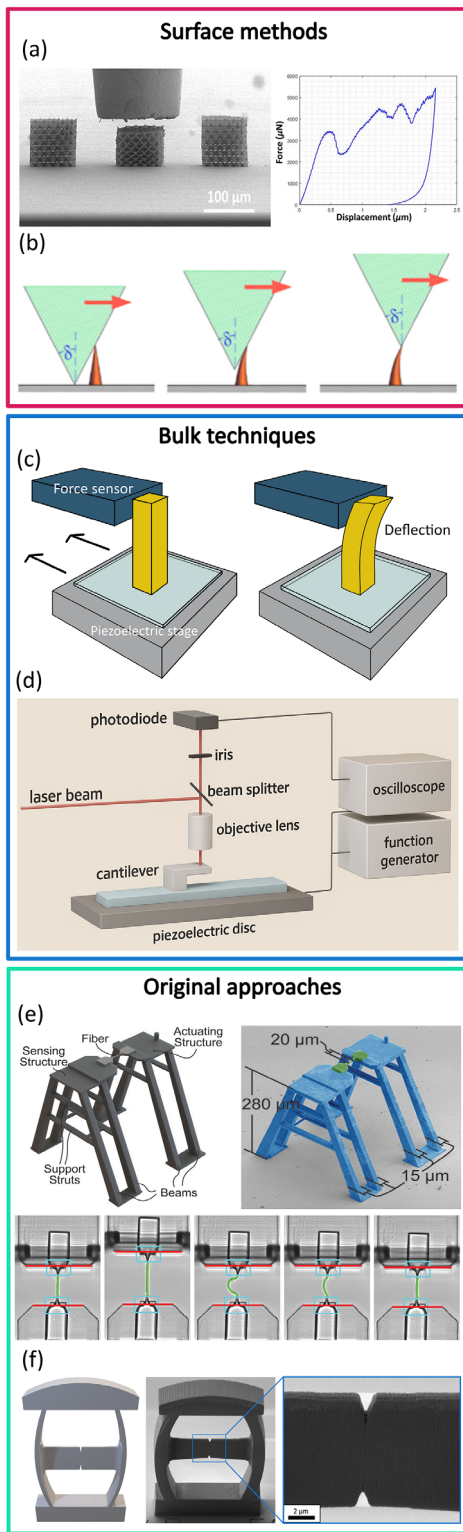 Surface methods
(a)
100 µm
Force (µN)
6000
5000
4000
3000
2000
1000
0
0
0.5
1
1.5
2
2.5
Displacement (µm)
(b)
δ
δ
δ
Bulk techniques
(c)
Force sensor
Deflection
Piezoelectric stage
(d)
photodiode
iris
laser beam
beam splitter
oscilloscope
objective lens
function
generator
cantilever
piezoelectric disc
Original approaches
(e)
Fiber
Actuating
Structure
Sensing
Structure
Support
Struts
Beams
20 µm
280 µm
15 µm
(f)
2 µm